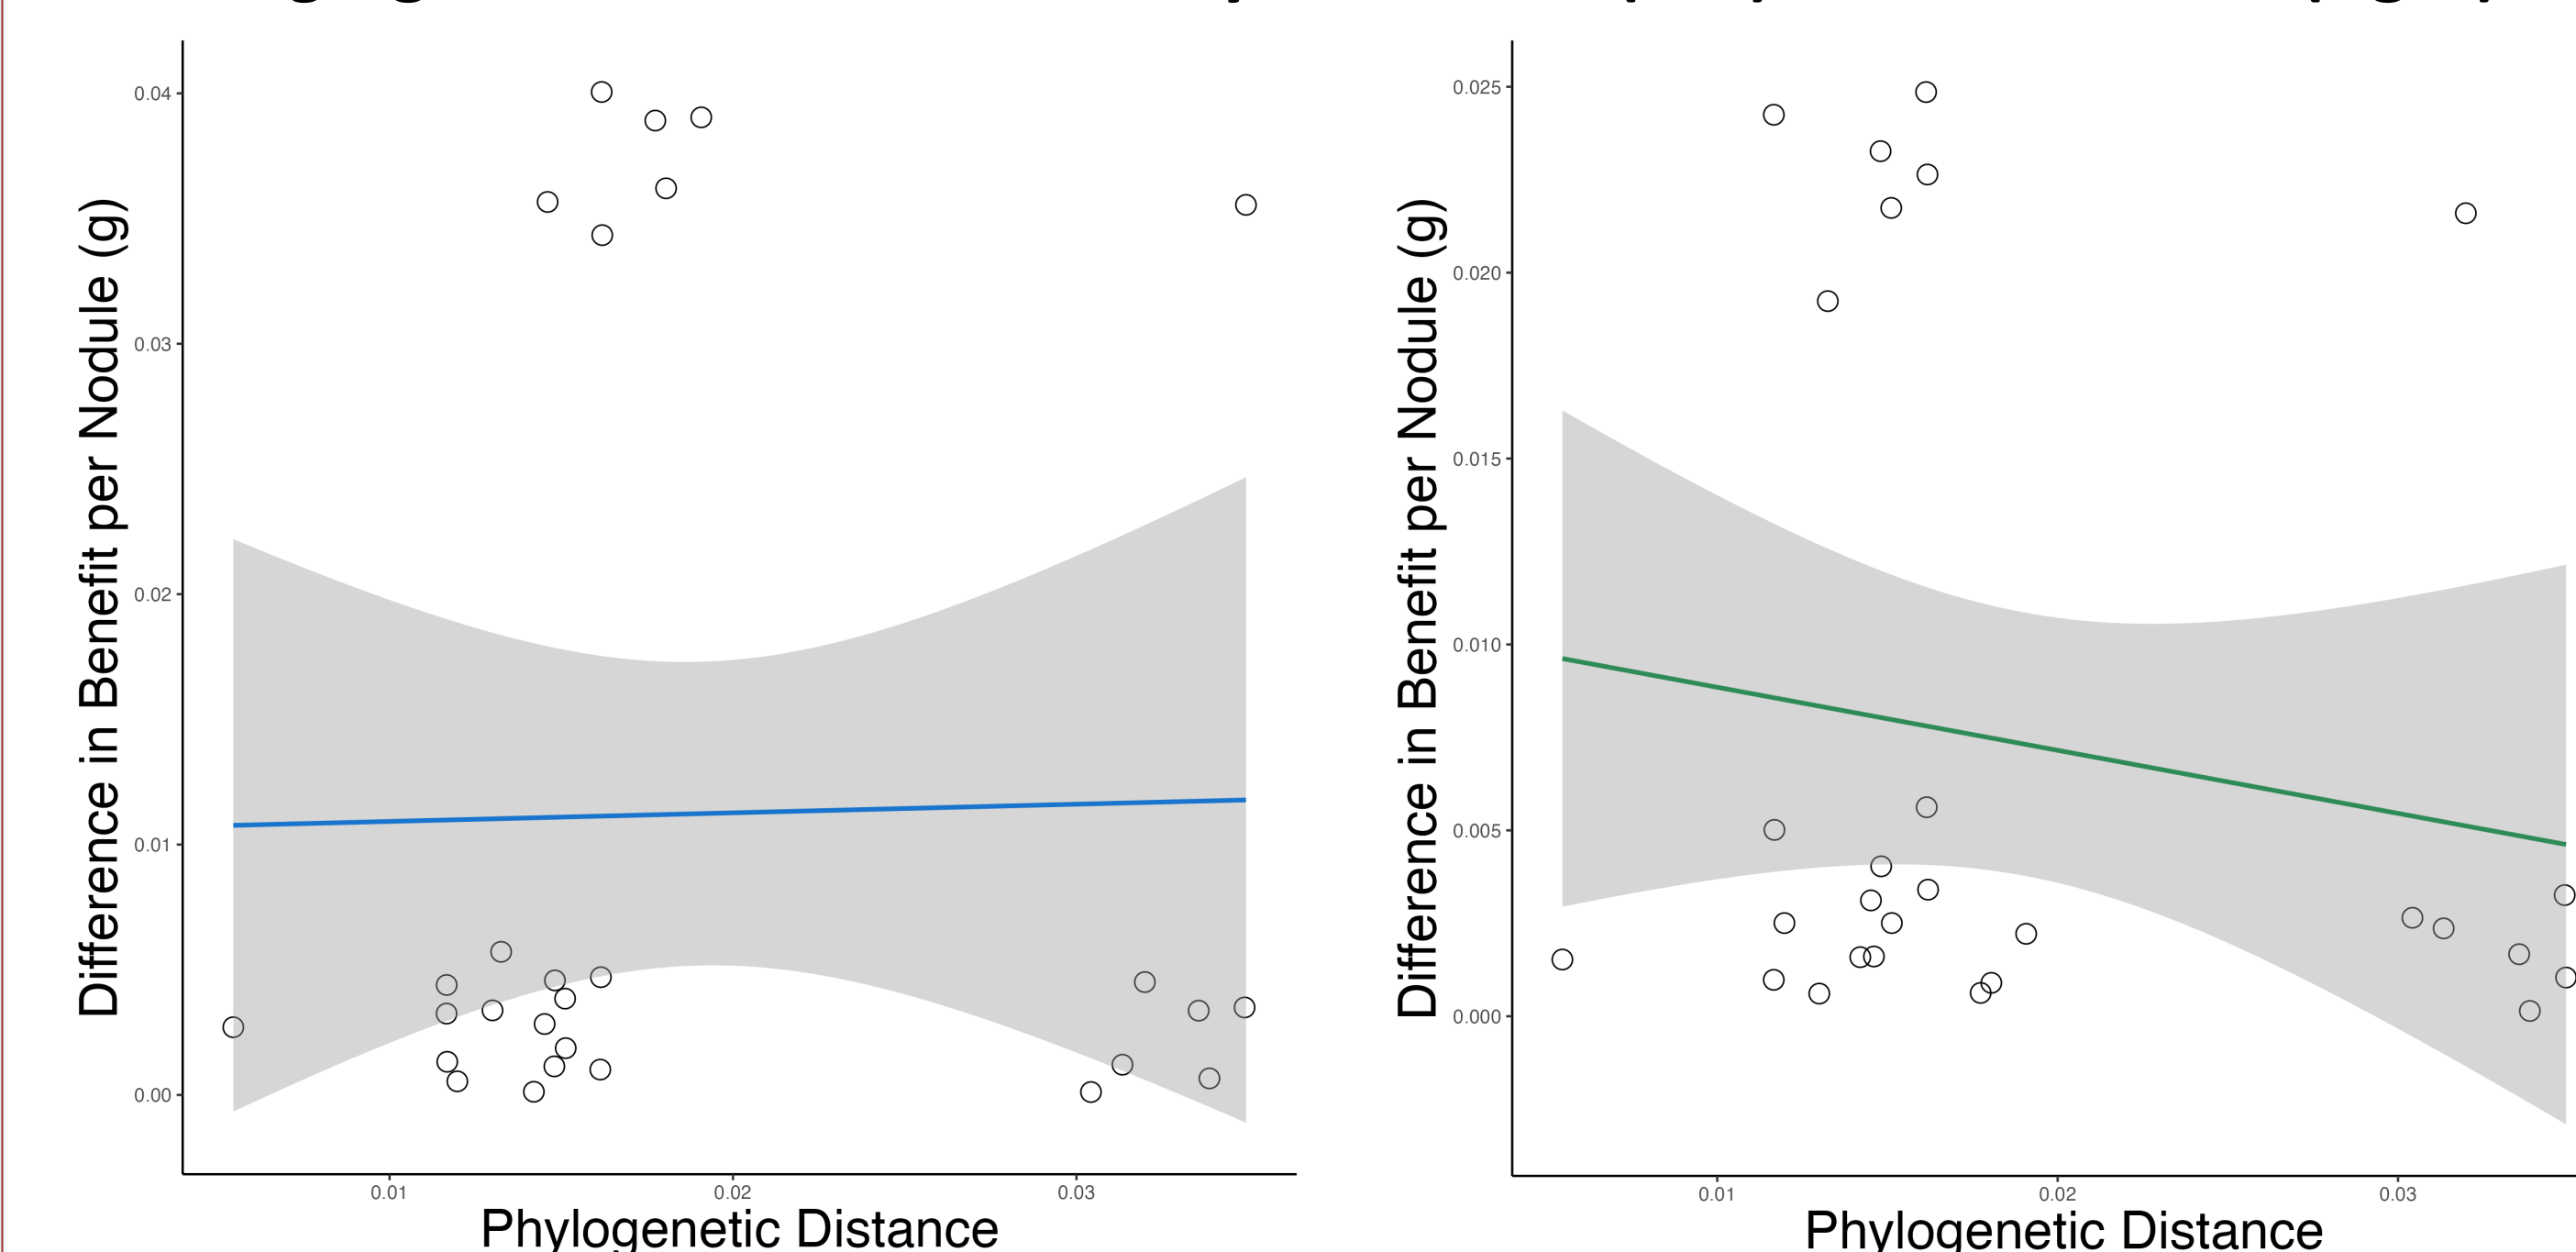 0.04
0.03
0.02
0.01
0.00
Difference in Benefit per Nodule (g)
0.01 0.02 0.03
Phylogenetic Distance
0.025
0.020
0.015
0.010
0.005
0.000
Difference in Benefit per Nodule (g)
0.01 0.02 0.03
Phylogenetic Distance